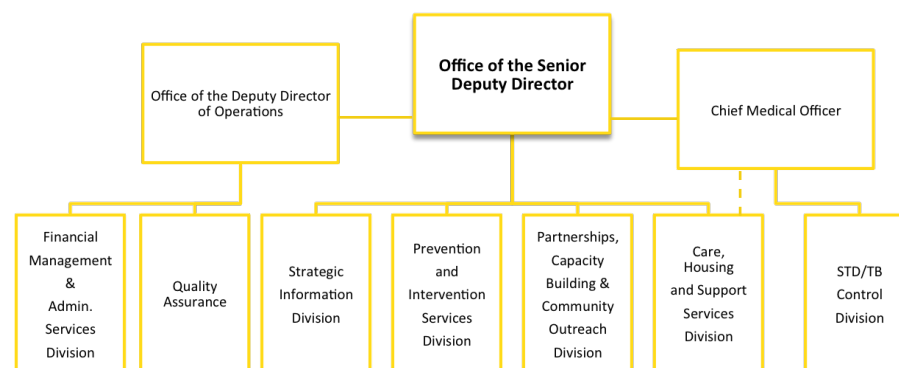 Office of the Senior
Deputy Director
Office of the Deputy Director
of Operations
Chief Medical Officer
Financial
Management
&
Admin.
Services
Division
Quality
Assurance
Strategic
Information
Division
Prevention
and
Intervention
Services
Division
Partnerships,
Capacity
Building &
Community
Outreach
Division
Care,
Housing
and Support
Services
Division
STD/TB
Control
Division